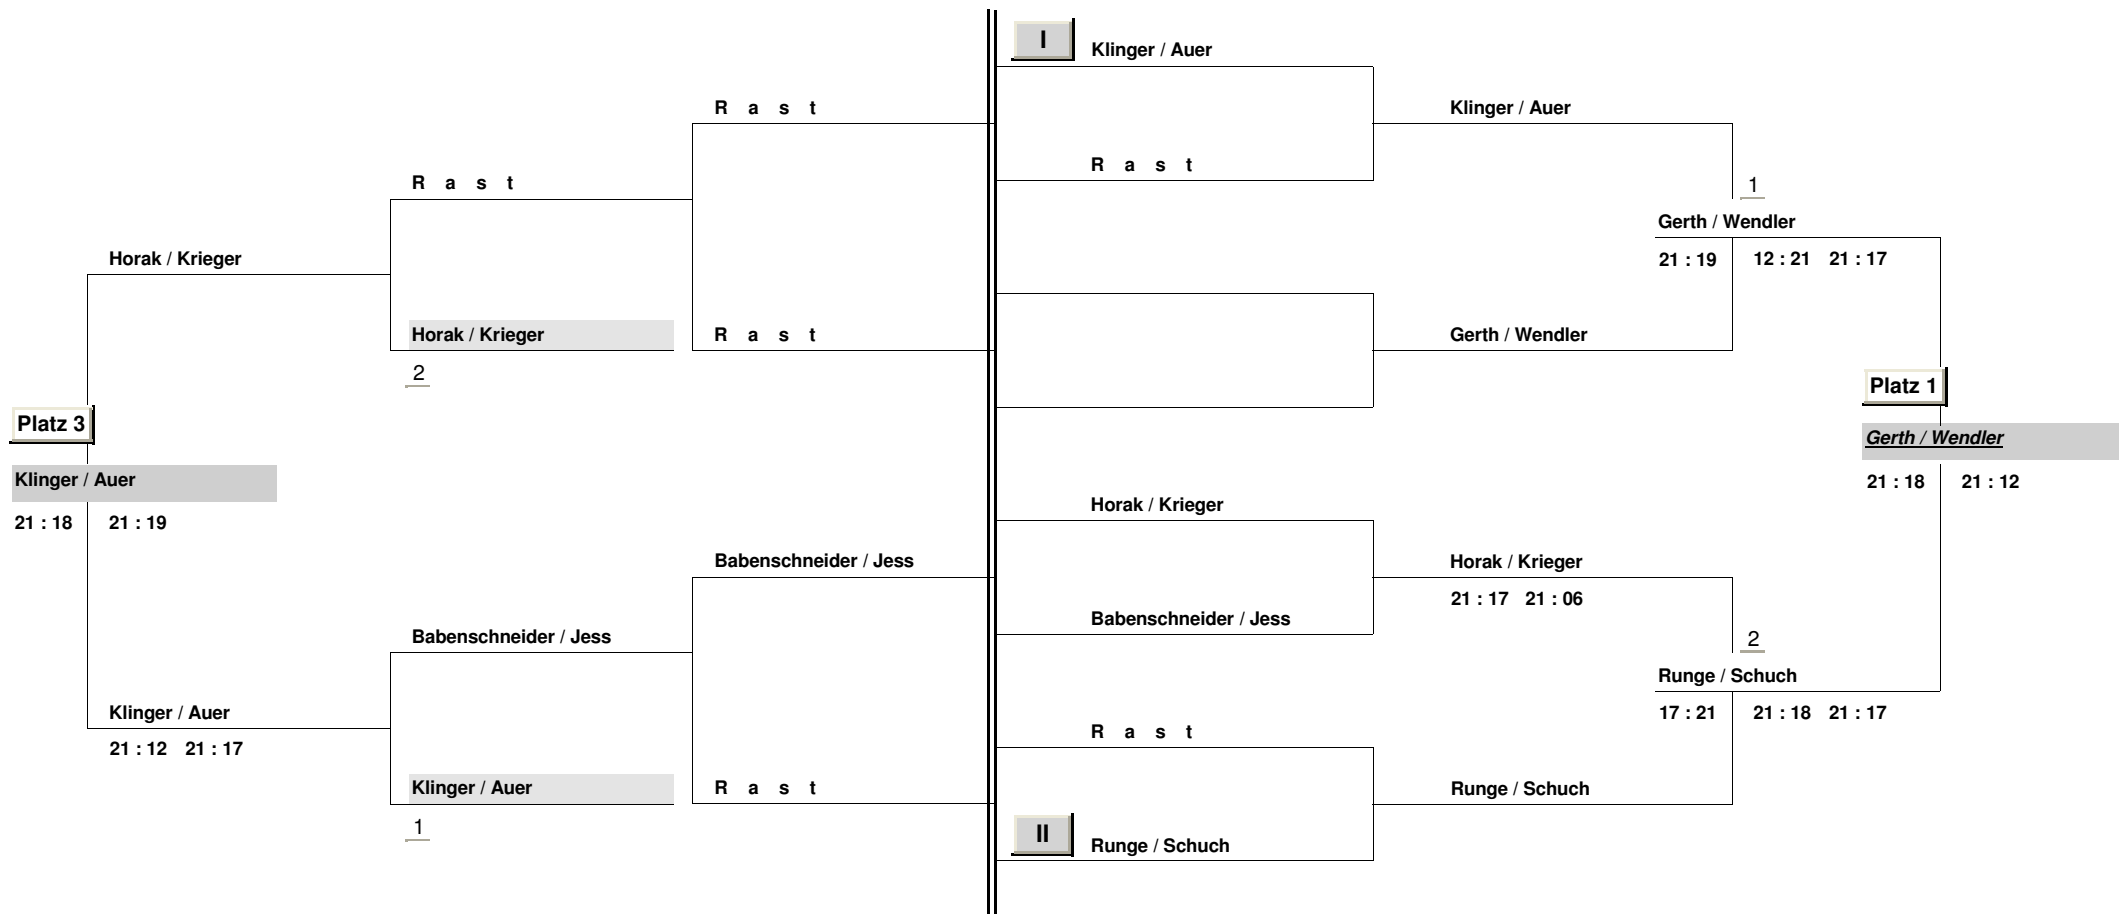 I
Klinger / Auer
R a s t
Klinger / Auer
R a s t
R a s t
1
Gerth / Wendler
Horak / Krieger
21 : 19 12 : 21 21 : 17
Horak / Krieger
R a s t
Gerth / Wendler
2
Platz 1
Platz 3
Gerth / Wendler
Klinger / Auer
21 : 18 21 : 12
Horak / Krieger
21 : 18 21 : 19
Babenschneider / Jess
Horak / Krieger
21 : 17 21 : 06
Babenschneider / Jess
Babenschneider / Jess
2
Runge / Schuch
Klinger / Auer
17 : 21 21 : 18 21 : 17
R a s t
21 : 12 21 : 17
Klinger / Auer
R a s t
Runge / Schuch
1
II
Runge / Schuch